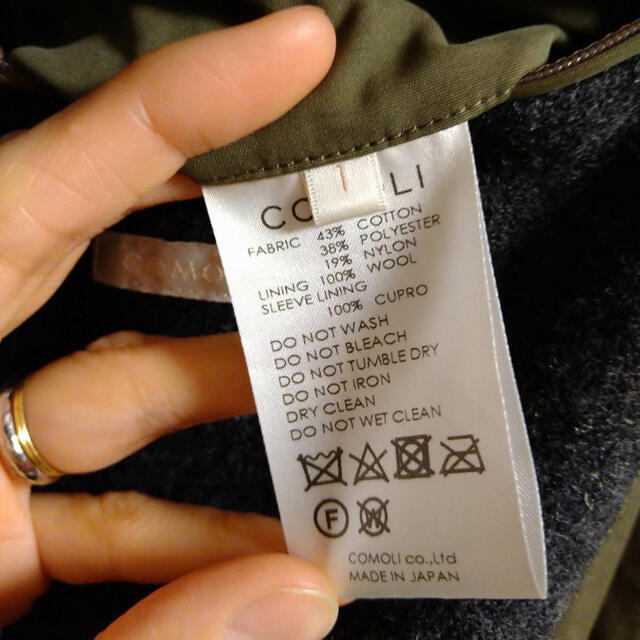 COMOLI
FABRIC 43% COTTON
38% POLYESTER
19% NYLON
LINING 100% WOOL
SLEEVE LINING
100% CUPRO
DO NOT WASH
DO NOT BLEACH
DO NOT TUMBLE DRY
DO NOT IRON
DRY CLEAN
DO NOT WET CLEAN
F W
COMOLI co.,Ltd
MADE IN JAPAN
1